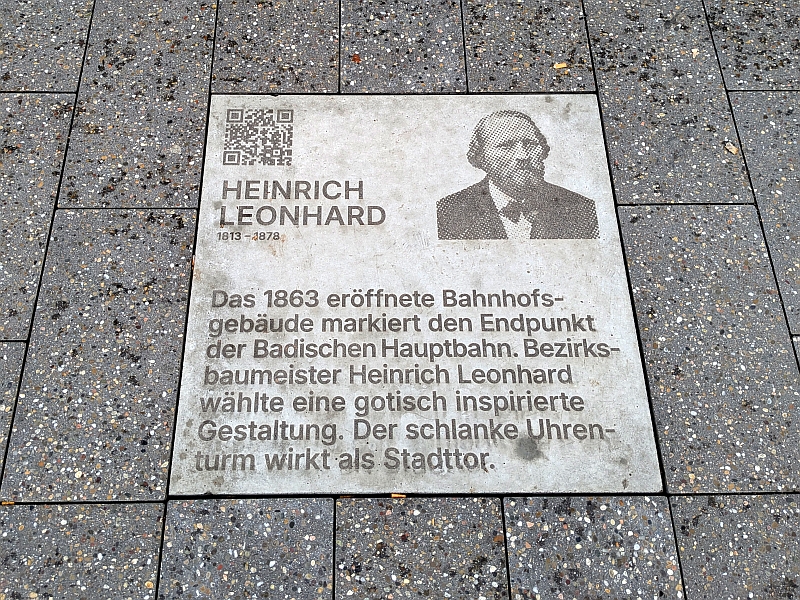 HEINRICH
LEONHARD
1813 – 1878
Das 1863 eröffnete Bahnhofs-
gebäude markiert den Endpunkt
der Badischen Hauptbahn. Bezirks-
baumeister Heinrich Leonhard
wählte eine gotisch inspirierte
Gestaltung. Der schlanke Uhren-
turm wirkt als Stadttor.